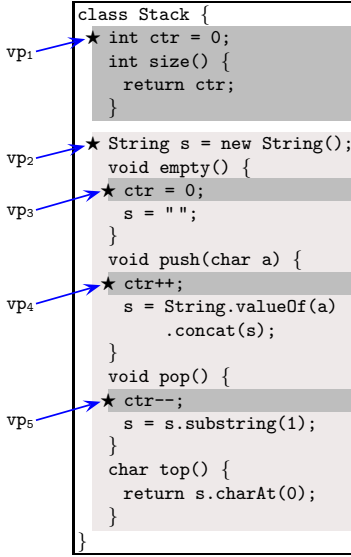 class Stack {
vp₁ ★ int ctr = 0;
int size() {
return ctr;
}
vp₂ ★ String s = new String();
void empty() {
vp₃ ★ ctr = 0;
s = " ";
}
void push(char a) {
vp₄ ★ ctr++;
s = String.valueOf(a)
.concat(s);
}
void pop() {
vp₅ ★ ctr--;
s = s.substring(1);
}
char top() {
return s.charAt(0);
}
}